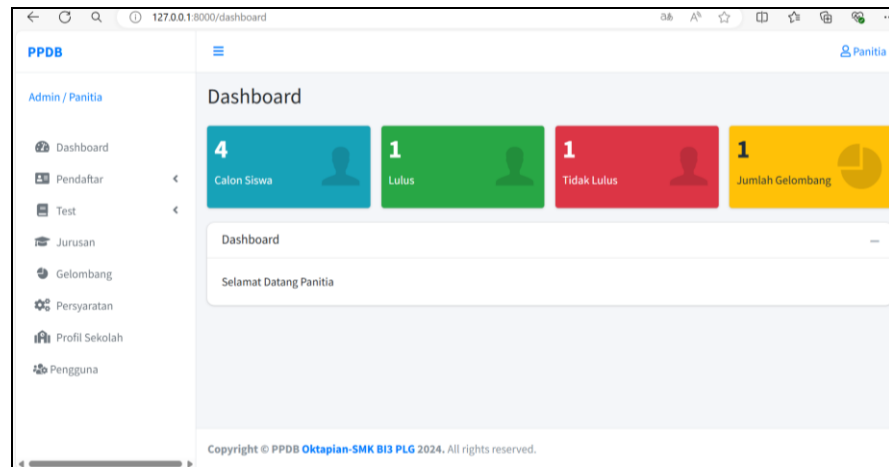 127.0.0.1:8000/dashboard
PPDB
Panitia
Admin / Panitia
Dashboard
Pendaftar
Test
Jurusan
Gelombang
Persyaratan
Profil Sekolah
Pengguna
Dashboard
4
Calon Siswa
1
Lulus
1
Tidak Lulus
1
Jumlah Gelombang
Dashboard
Selamat Datang Panitia
Copyright © PPDB Oktapian-SMK BI3 PLG 2024. All rights reserved.